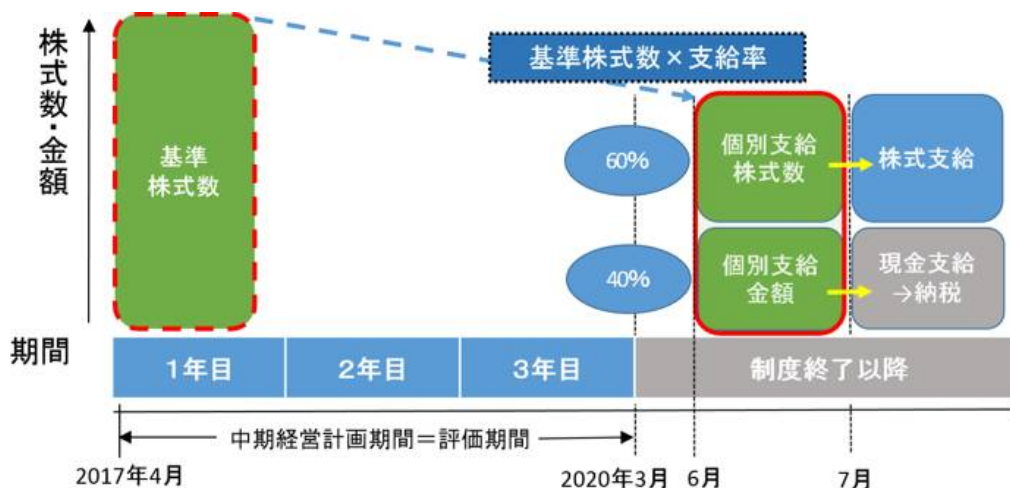 株式数・金額
基準株式数×支給率
基準
株式数
60%
個別支給
株式数
株式支給
40%
個別支給
金額
現金支給
→納税
期間
1年目
2年目
3年目
制度終了以降
中期経営計画期間＝評価期間
2017年4月
2020年3月
6月
7月